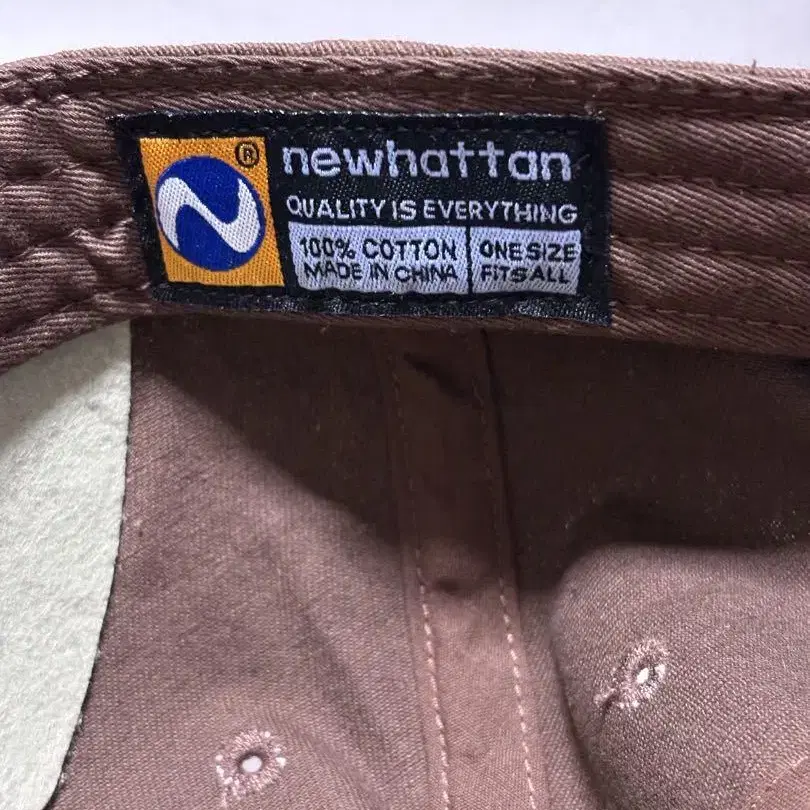 ®
newhattan
QUALITY IS EVERYTHING
100% COTTON
MADE IN CHINA
ONE SIZE
FITS ALL